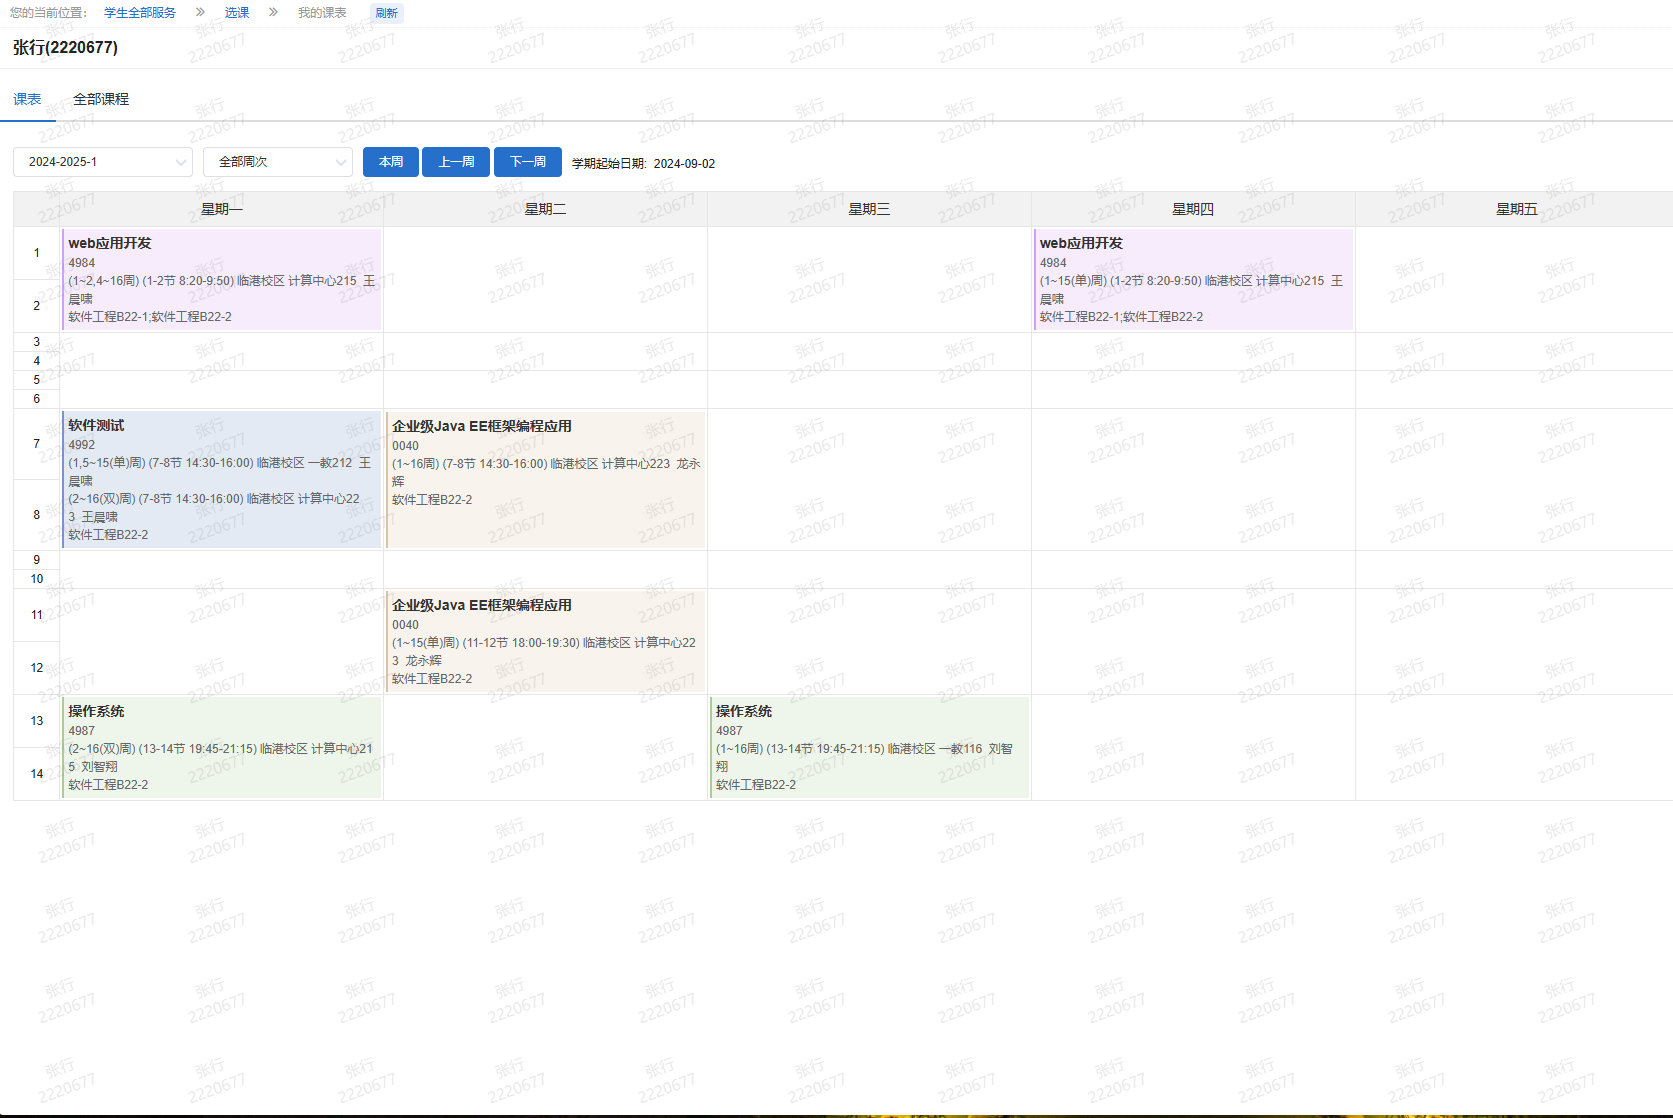 您的当前位置： 学生全部服务 » 选课 » 我的课表 刷新
张行(2220677)
课表 全部课程
2024-2025-1 全部周次 本周 上一周 下一周 学期起始日期: 2024-09-02
星期一 星期二 星期三 星期四 星期五
1
2
web应用开发
4984
(1~2,4~16周) (1-2节 8:20-9:50) 临港校区 计算中心215 王
晨啸
软件工程B22-1;软件工程B22-2
web应用开发
4984
(1~15(单)周) (1-2节 8:20-9:50) 临港校区 计算中心215 王
晨啸
软件工程B22-1;软件工程B22-2
3
4
5
6
7
8
软件测试
4992
(1,5~15(单)周) (7-8节 14:30-16:00) 临港校区 一教212 王
晨啸
(2~16(双)周) (7-8节 14:30-16:00) 临港校区 计算中心22
3 王晨啸
软件工程B22-2
企业级Java EE框架编程应用
0040
(1~16周) (7-8节 14:30-16:00) 临港校区 计算中心223 龙永
辉
软件工程B22-2
9
10
11
12
企业级Java EE框架编程应用
0040
(1~15(单)周) (11-12节 18:00-19:30) 临港校区 计算中心22
3 龙永辉
软件工程B22-2
13
14
操作系统
4987
(2~16(双)周) (13-14节 19:45-21:15) 临港校区 计算中心21
5 刘智翔
软件工程B22-2
操作系统
4987
(1~16周) (13-14节 19:45-21:15) 临港校区 一教116 刘智
翔
软件工程B22-2
张行
2220677